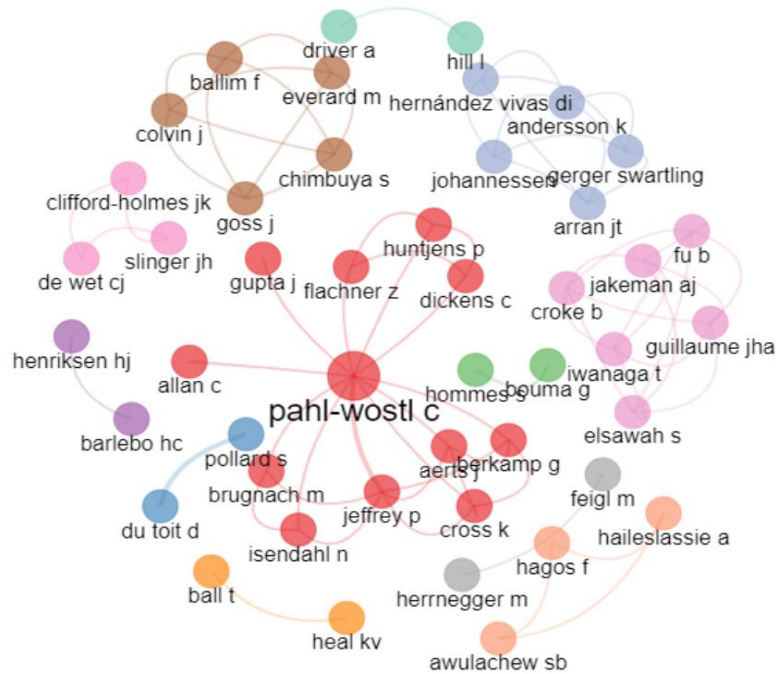 driver a
hill l
ballim f
everard m
hernández vivas di
andersson k
colvin j
chimbuya s
johannessen
gerger swartling
clifford-holmes jk
goss j
arran jt
slinger jh
huntjens p
fu b
de wet cj
gupta j
flachner z
dickens c
jakeman aj
croke b
guillaume jha
henriksen hj
allan c
hommes s
bouma g
iwanaga t
pahl-wostl c
elsawah s
barlebo hc
pollard s
aerts j
berkamp g
brugnach m
jeffrey p
feigl m
du toit d
isendahl n
cross k
haileslassie a
hagos f
ball t
herrnegger m
heal kv
awulachew sb